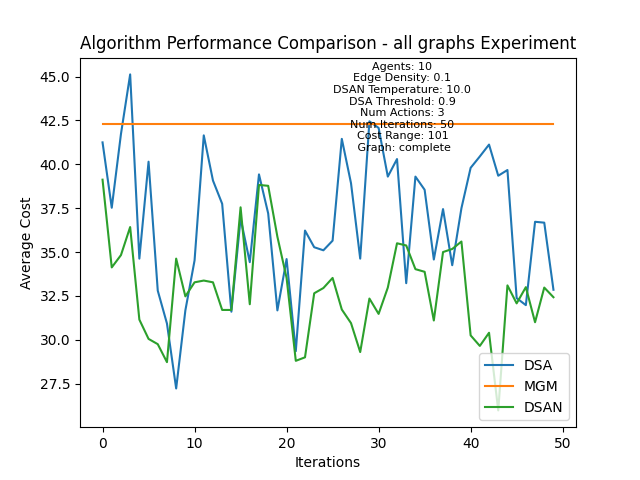 Algorithm Performance Comparison - all graphs Experiment
Agents: 10
Edge Density: 0.1
DSAN Temperature: 10.0
DSA Threshold: 0.9
Num Actions: 3
Num Iterations: 50
Cost Range: 101
Graph: complete
45.0
42.5
40.0
37.5
35.0
32.5
30.0
27.5
Average Cost
DSA
MGM
DSAN
0 10 20 30 40 50
Iterations